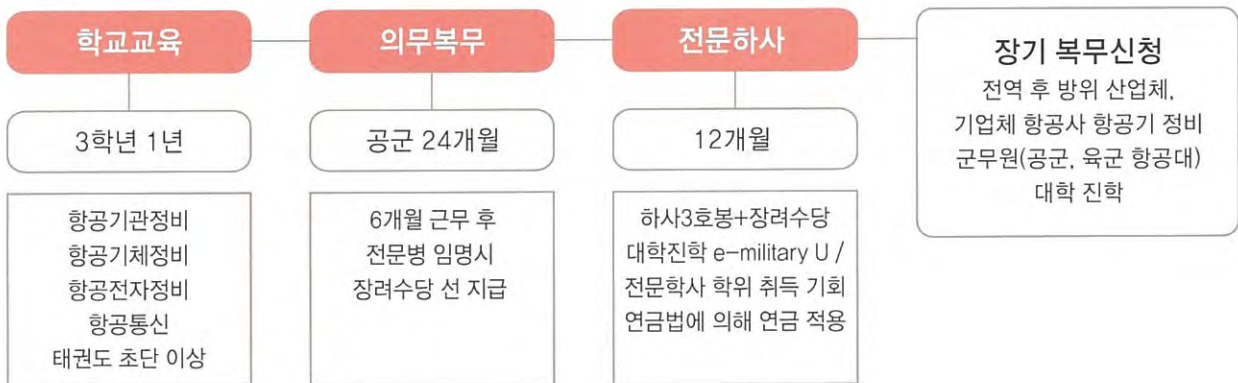 학교교육
3학년 1년
항공기관정비
항공기체정비
항공전자정비
항공통신
태권도 초단 이상
의무복무
공군 24개월
6개월 근무 후
전문병 임명시
장려수당 선 지급
전문하사
12개월
하사3호봉+장려수당
대학진학 e-military U /
전문학사 학위 취득 기회
연금법에 의해 연금 적용
장기 복무신청
전역 후 방위 산업체,
기업체 항공사 항공기 정비
군무원(공군, 육군 항공대)
대학 진학